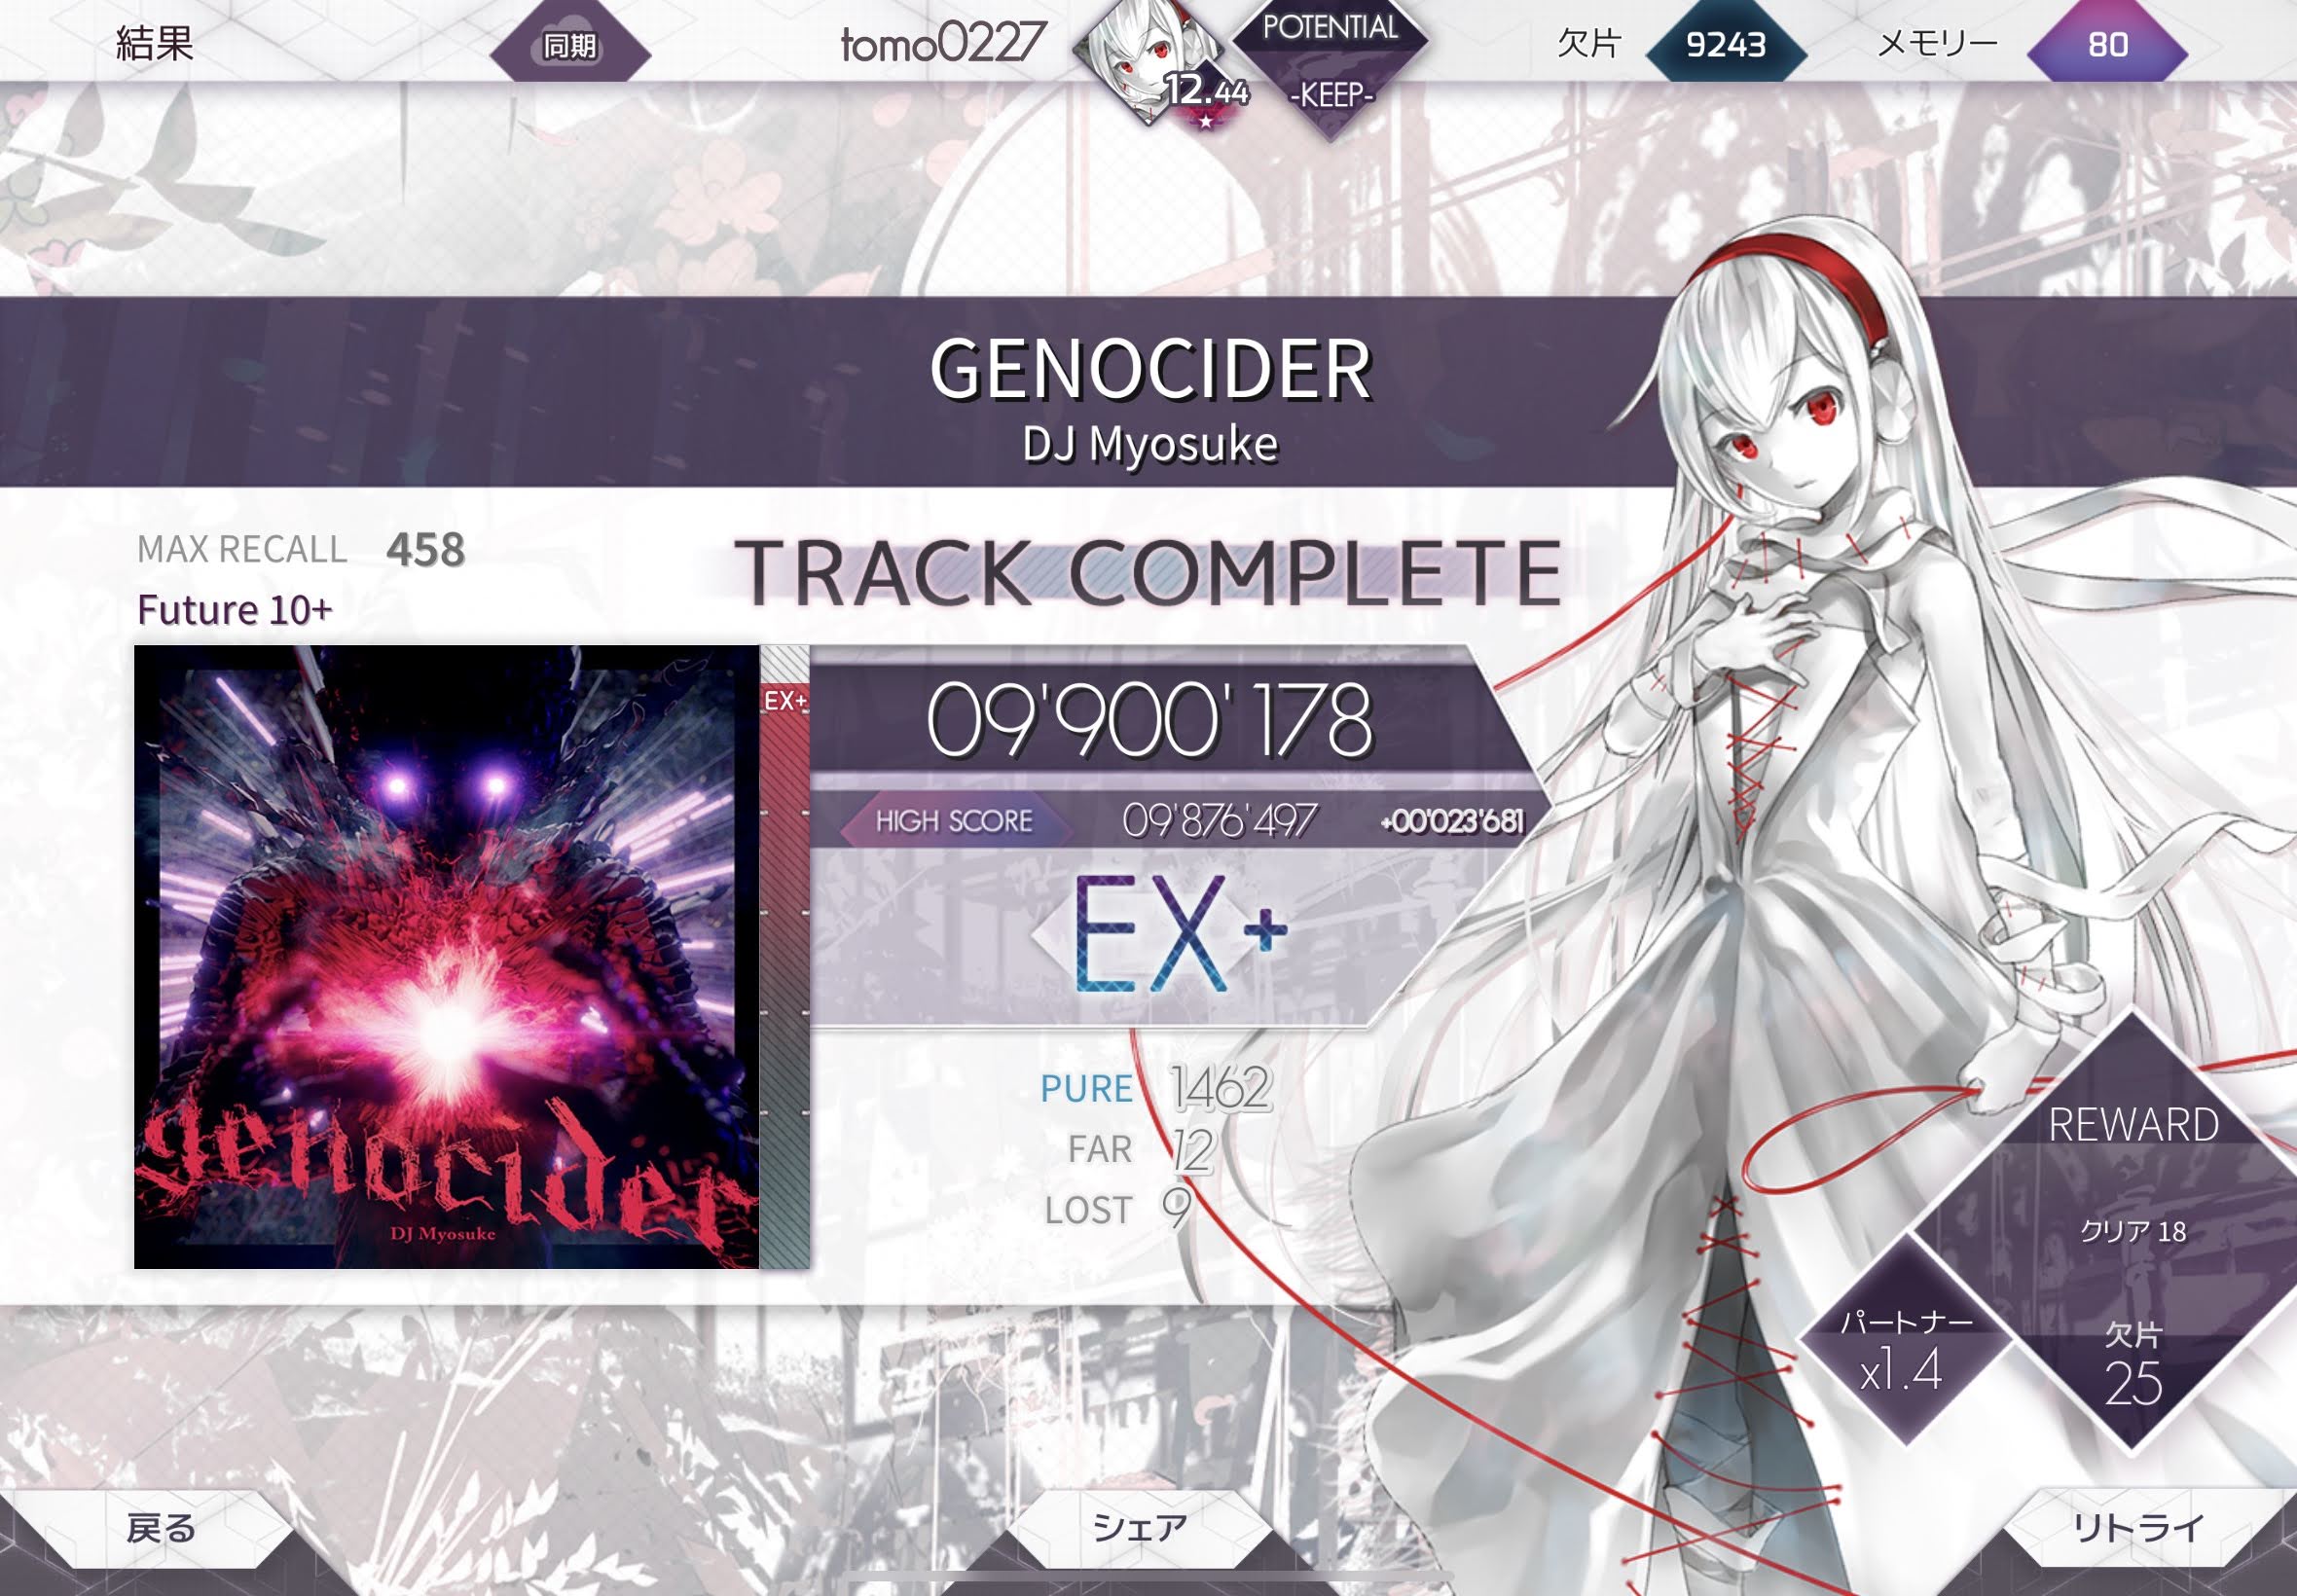 結果
同期
tomo0227
12.44
POTENTIAL
-KEEP-
欠片 9243
メモリー 80
GENOCIDER
DJ Myosuke
MAX RECALL 458
Future 10+
TRACK COMPLETE
EX+
09'900'178
HIGH SCORE 09'876'497 +00'023'681
EX+
genocider
DJ Myosuke
PURE 1462
FAR 12
LOST 9
REWARD
クリア 18
パートナー
x1.4
欠片
25
戻る
シェア
リトライ